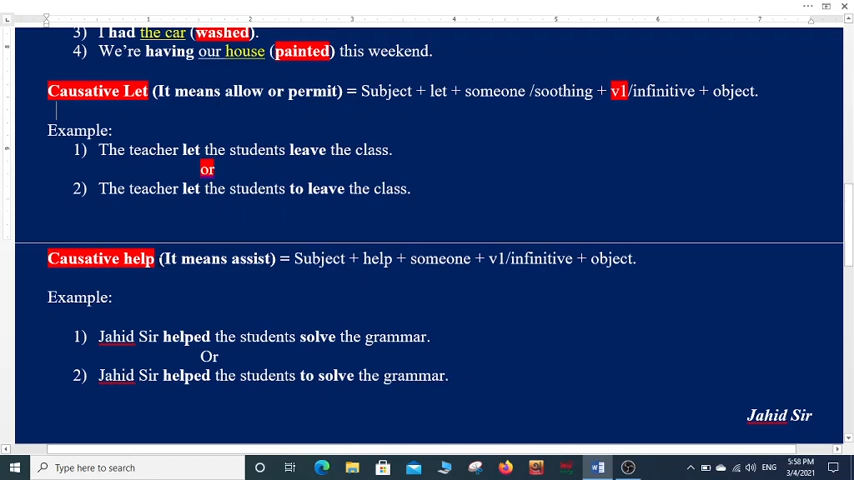 3) I had the car (washed).
4) We're having our house (painted) this weekend.
Causative Let (It means allow or permit) = Subject + let + someone /soothing + v1/infinitive + object.
Example:
1) The teacher let the students leave the class.
or
2) The teacher let the students to leave the class.
Causative help (It means assist) = Subject + help + someone + v1/infinitive + object.
Example:
1) Jahid Sir helped the students solve the grammar.
Or
2) Jahid Sir helped the students to solve the grammar.
Jahid Sir
Type here to search
ENG
5:58 PM
3/4/2021